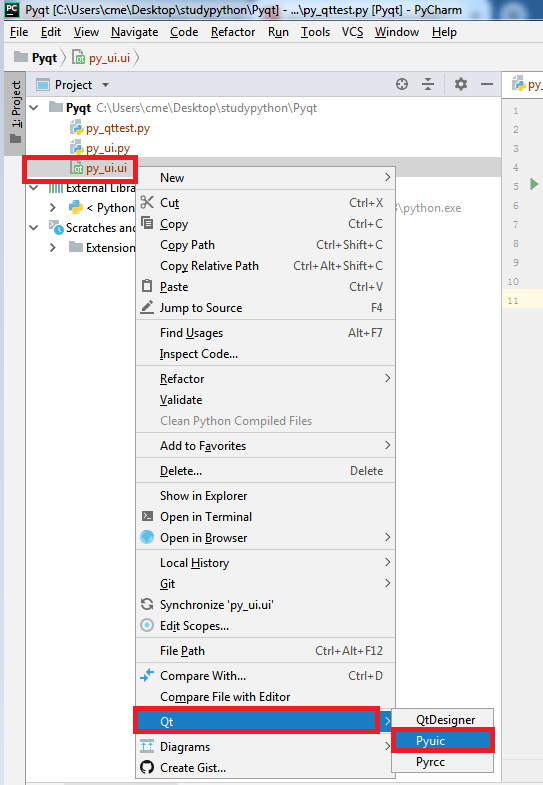 PC Pyqt [C:\Users\cme\Desktop\studypython\Pyqt] - ...\py_qttest.py [Pyqt] - PyCharm
File Edit View Navigate Code Refactor Run Tools VCS Window Help
Pyqt py_ui.ui
1: Project
Project
py_
Pyqt C:\Users\cme\Desktop\studypython\Pyqt
py_qttest.py
py_ui.py
py_ui.ui
External Libra
< Python
\python.exe
Scratches and
Extension
1
2
3
4
5
6
7
8
9
10
11
New
Cut Ctrl+X
Copy Ctrl+C
Copy Path Ctrl+Shift+C
Copy Relative Path Ctrl+Alt+Shift+C
Paste Ctrl+V
Jump to Source F4
Find Usages Alt+F7
Inspect Code...
Refactor
Validate
Clean Python Compiled Files
Add to Favorites
Delete... Delete
Show in Explorer
Open in Terminal
Open in Browser
Local History
Git
Synchronize 'py_ui.ui'
Edit Scopes...
File Path Ctrl+Alt+F12
Compare With... Ctrl+D
Compare File with Editor
Qt
Diagrams
Create Gist...
QtDesigner
Pyuic
Pyrcc